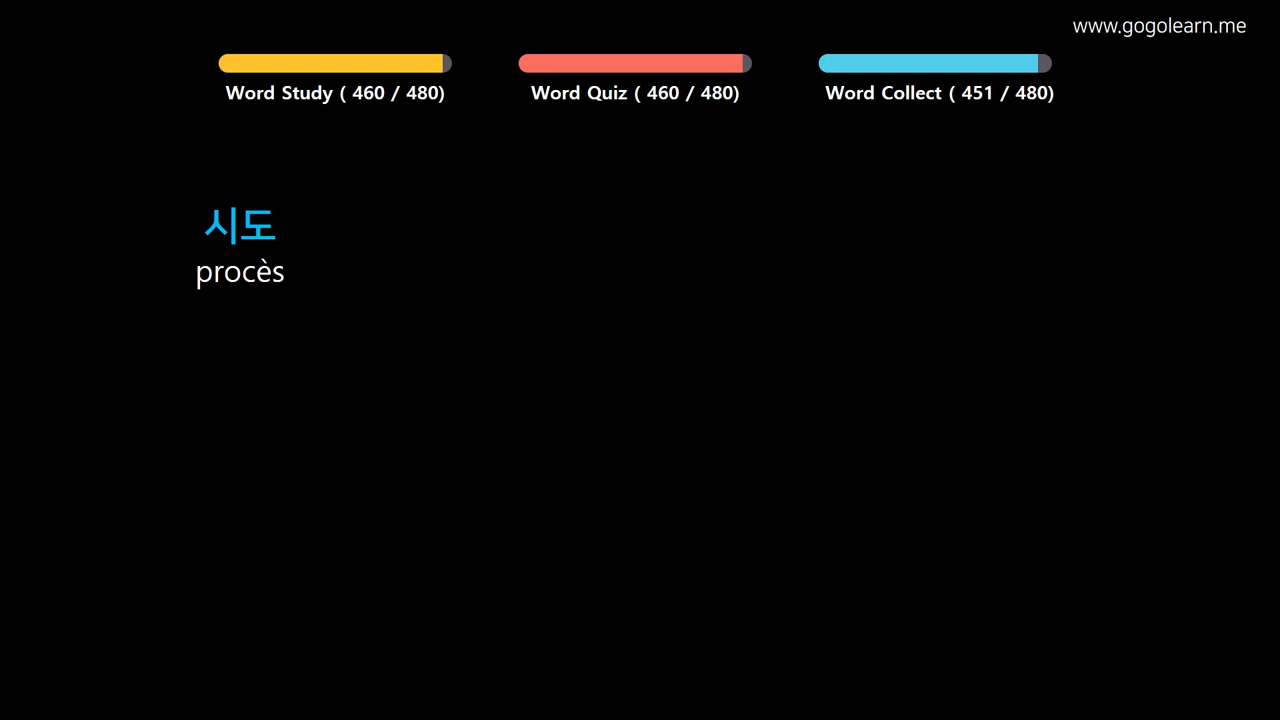 www.gogolearn.me
Word Study ( 460 / 480)
Word Quiz ( 460 / 480)
Word Collect ( 451 / 480)
시도
procès